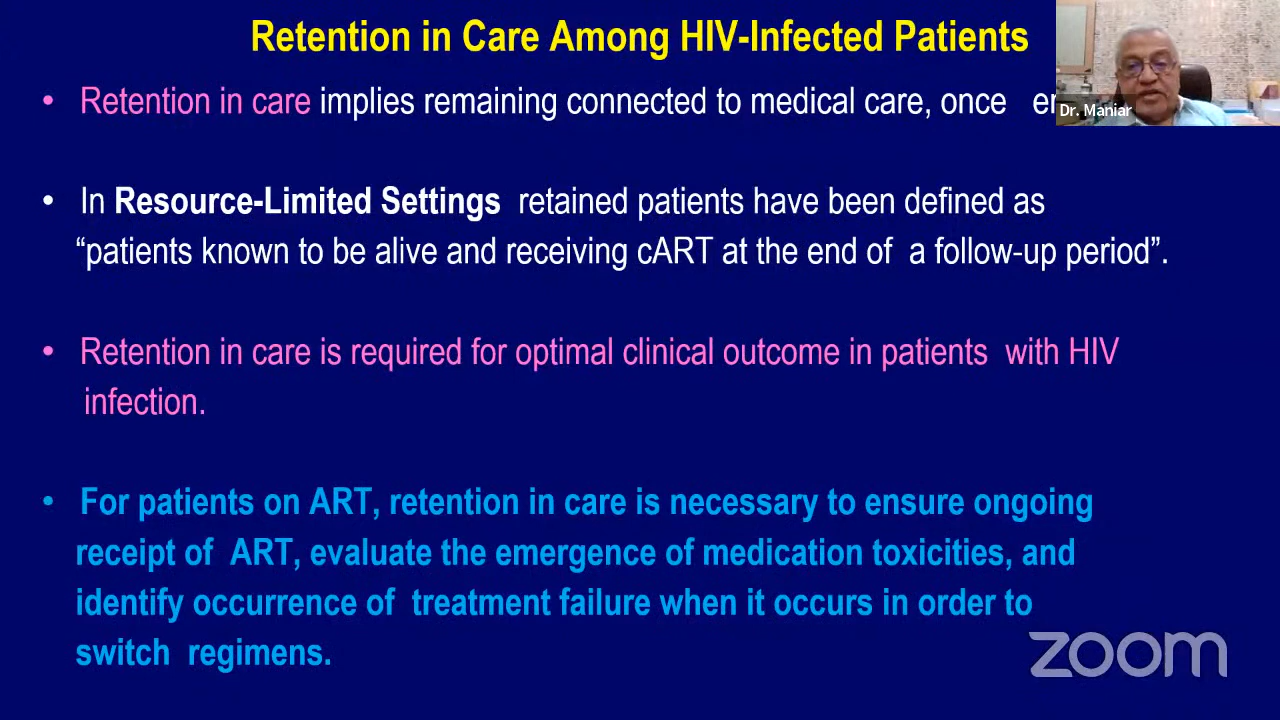 Retention in Care Among HIV-Infected Patients
• Retention in care implies remaining connected to medical care, once
Dr. Maniar
• In Resource-Limited Settings retained patients have been defined as
“patients known to be alive and receiving cART at the end of a follow-up period”.
• Retention in care is required for optimal clinical outcome in patients with HIV
infection.
• For patients on ART, retention in care is necessary to ensure ongoing
receipt of ART, evaluate the emergence of medication toxicities, and
identify occurrence of treatment failure when it occurs in order to
switch regimens.
zoom